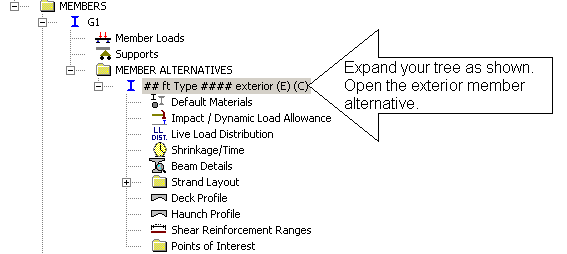 MEMBERS
G1
Member Loads
Supports
MEMBER ALTERNATIVES
## ft Type #### exterior (E) (C)
Expand your tree as shown.
Open the exterior member
alternative.
Default Materials
Impact / Dynamic Load Allowance
LL
DIST.
Live Load Distribution
Shrinkage/Time
Beam Details
Strand Layout
Deck Profile
Haunch Profile
Shear Reinforcement Ranges
Points of Interest